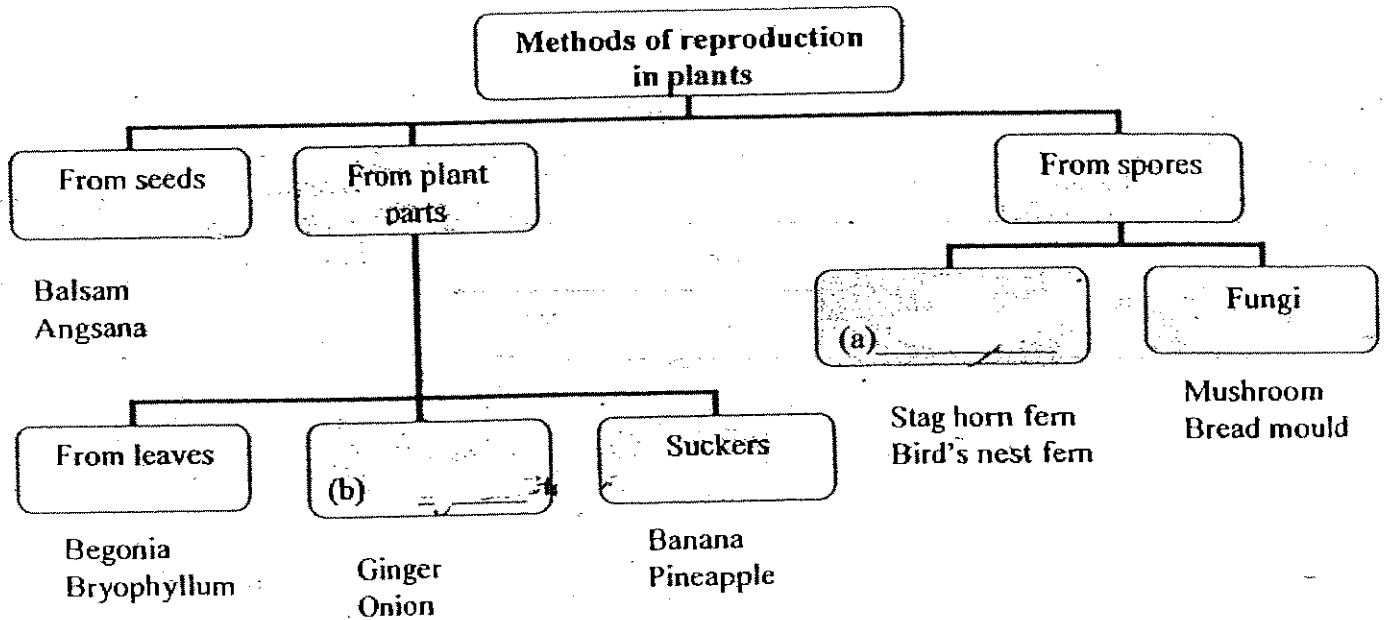 Methods of reproduction
in plants
From seeds
From plant
parts
From spores
Balsam
Angsana
(a)
Fungi
Stag horn fern
Bird's nest fern
Mushroom
Bread mould
From leaves
(b)
Suckers
Begonia
Bryophyllum
Ginger
Onion
Banana
Pineapple